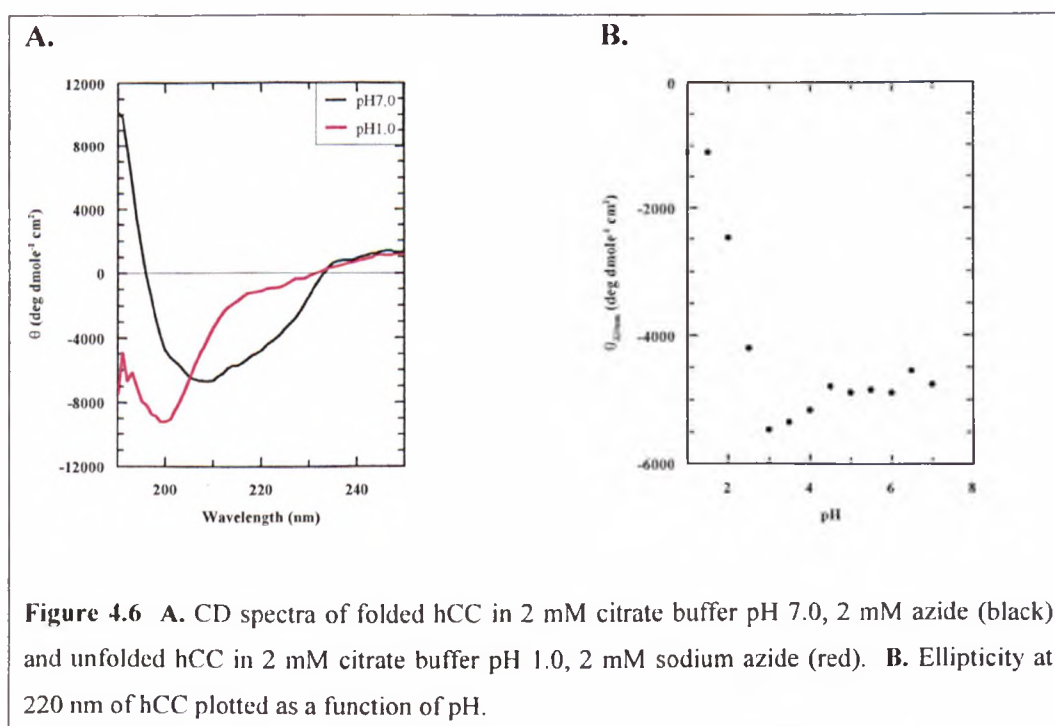 A.
B.
12000
8000
4000
0
-4000
-8000
-12000
θ (deg dmole⁻¹ cm²)
pH7.0
pH1.0
200
220
240
Wavelength (nm)
0
-2000
-4000
-6000
(deg dmole⁻¹ cm²)
2
4
6
8
pH
Figure 4.6 A. CD spectra of folded hCC in 2 mM citrate buffer pH 7.0, 2 mM azide (black)
and unfolded hCC in 2 mM citrate buffer pH 1.0, 2 mM sodium azide (red). B. Ellipticity at
220 nm of hCC plotted as a function of pH.